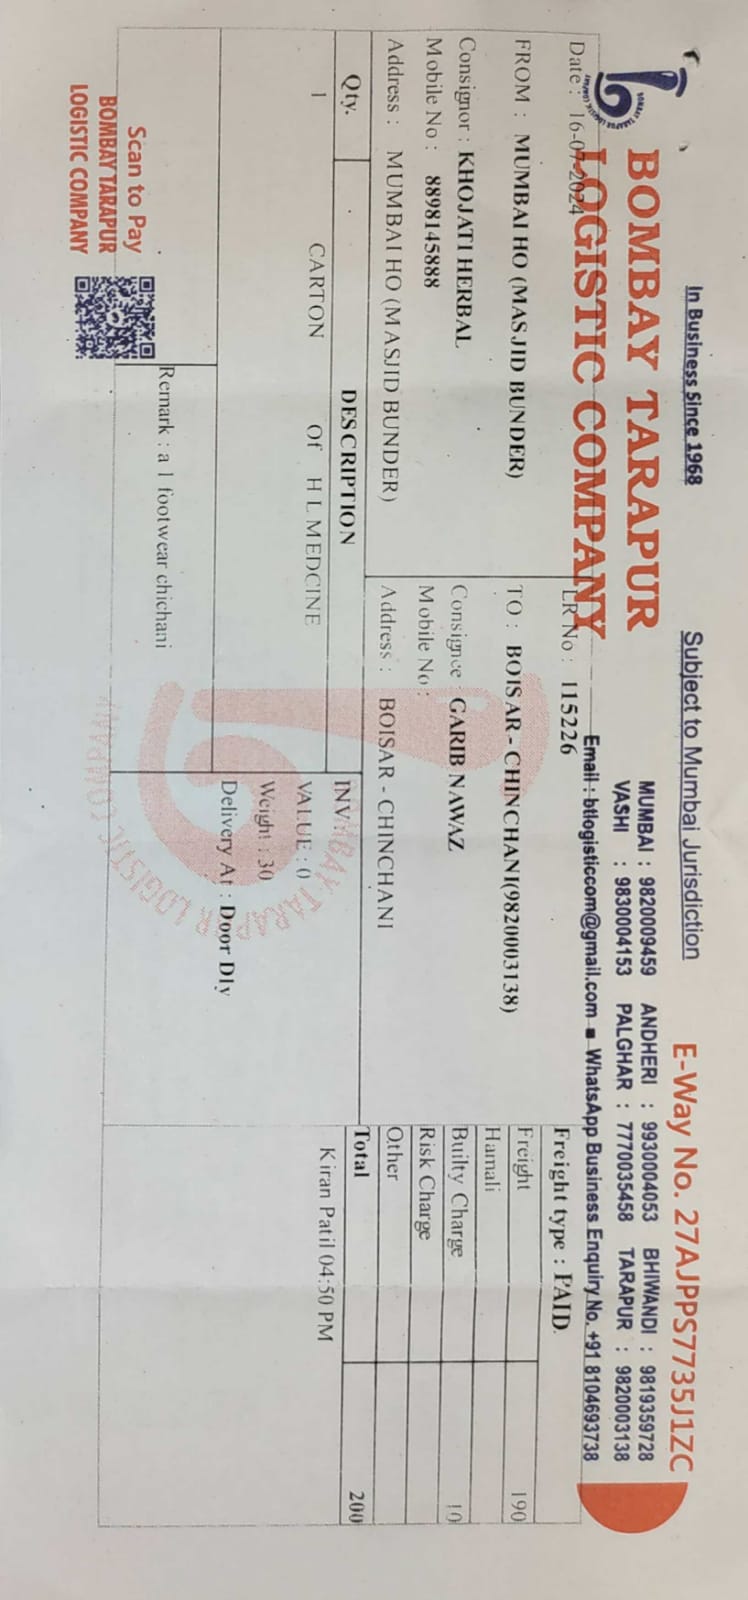 In Business Since 1968
Subject to Mumbai Jurisdiction
E-Way No. 27AJPPS7735J1ZC
BOMBAY TARAPUR
LOGISTIC COMPANY
MUMBAI : 9820009459 ANDHERI : 9930004053 BHIWANDI : 9819359728
VASHI : 9830004153 PALGHAR : 7770035458 TARAPUR : 9820003138
Email : btlogisticcom@gmail.com ■ WhatsApp Business Enquiry No. +91 8104693738
Date : 16-07-2024
LR No : 115226
Freight type : PAID.
FROM : MUMBAI HO (MASJID BUNDER)
TO : BOISAR - CHINCHANI(9820003138)
Freight 190
Consignor : KHOJATI HERBAL
Consignee : GARIB NAWAZ
Hamali
Mobile No : 8898145888
Mobile No :
Builty Charge 10
Address : MUMBAI HO (MASJID BUNDER)
Address : BOISAR - CHINCHANI
Risk Charge
Other
Qty. DESCRIPTION
INV :
Total 200
1 CARTON Of H L MEDCINE
VALUE : 0
Kiran Patil 04:50 PM
Weight : 30
Delivery At : Door Dly
Remark : a 1 footwear chichani
Scan to Pay
BOMBAY TARAPUR
LOGISTIC COMPANY
BOMBAY TARAPUR LOGISTIC COMPANY